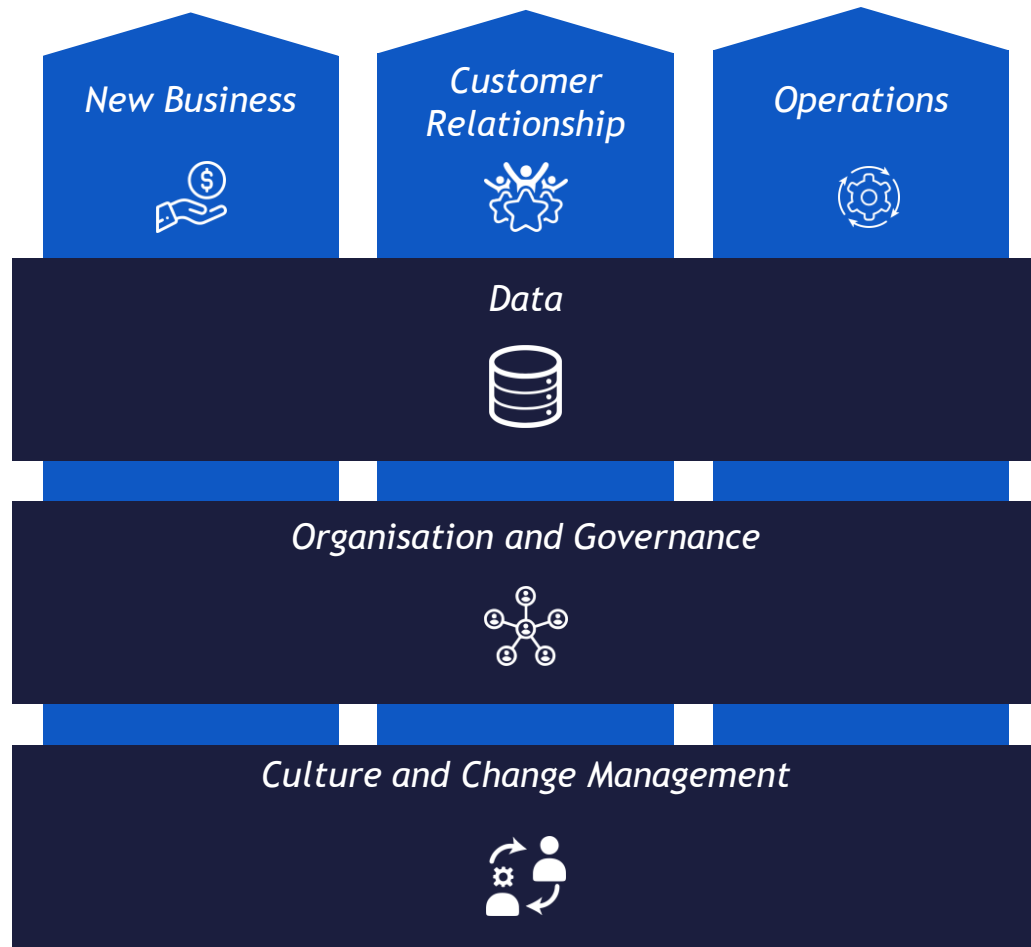 New Business
Customer
Relationship
Operations
Data
Organisation and Governance
Culture and Change Management